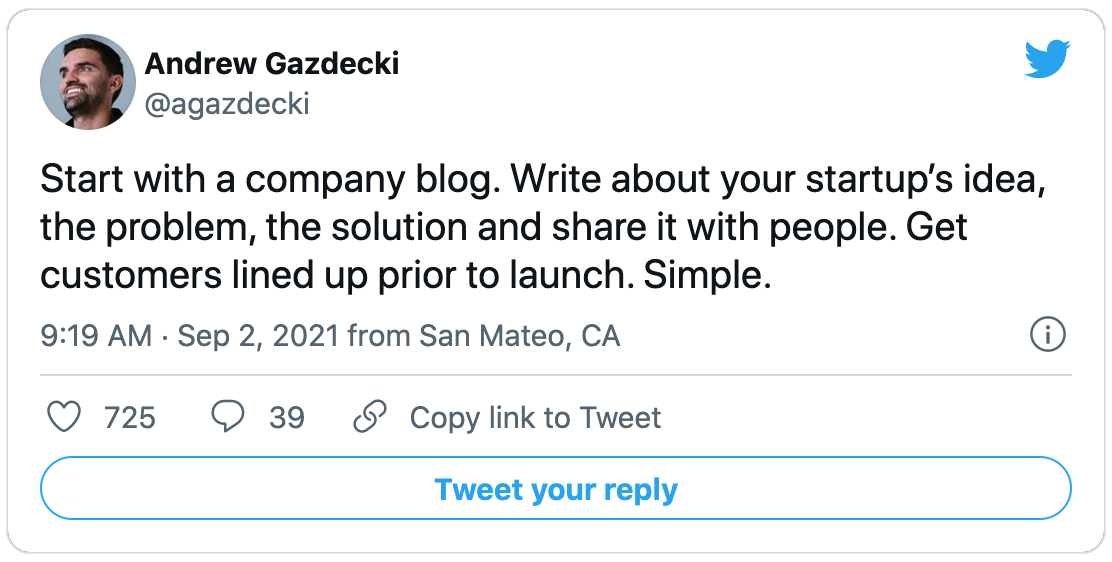 Andrew Gazdecki
@agazdecki
Start with a company blog. Write about your startup’s idea,
the problem, the solution and share it with people. Get
customers lined up prior to launch. Simple.
9:19 AM · Sep 2, 2021 from San Mateo, CA
725 39 Copy link to Tweet
Tweet your reply